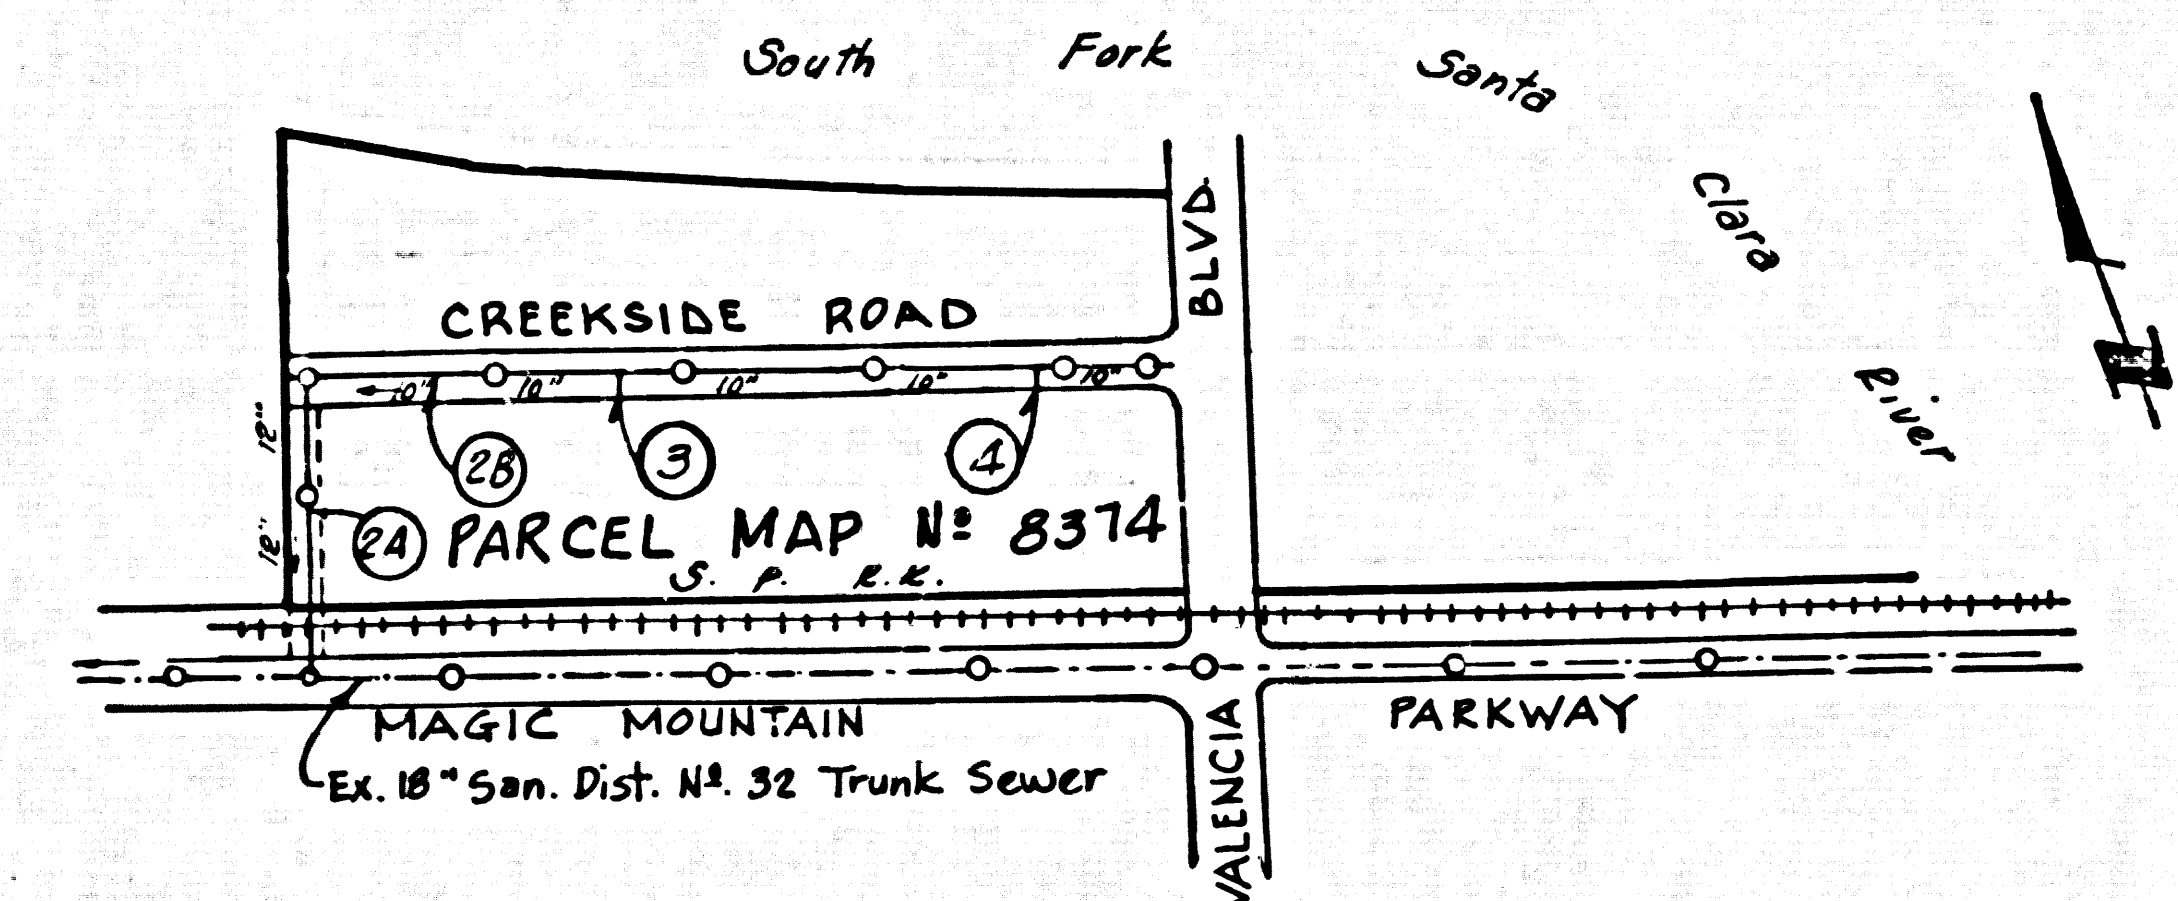 South Fork Santa Clara River
BLVD.
CREEKSIDE ROAD
10" 10" 10" 10" 10"
12"
2B 3 4
12"
2A PARCEL MAP Nº 8374
S. P. R.R.
N
MAGIC MOUNTAIN PARKWAY
Ex. 18" San. Dist. Nº. 32 Trunk Sewer
VALENCIA